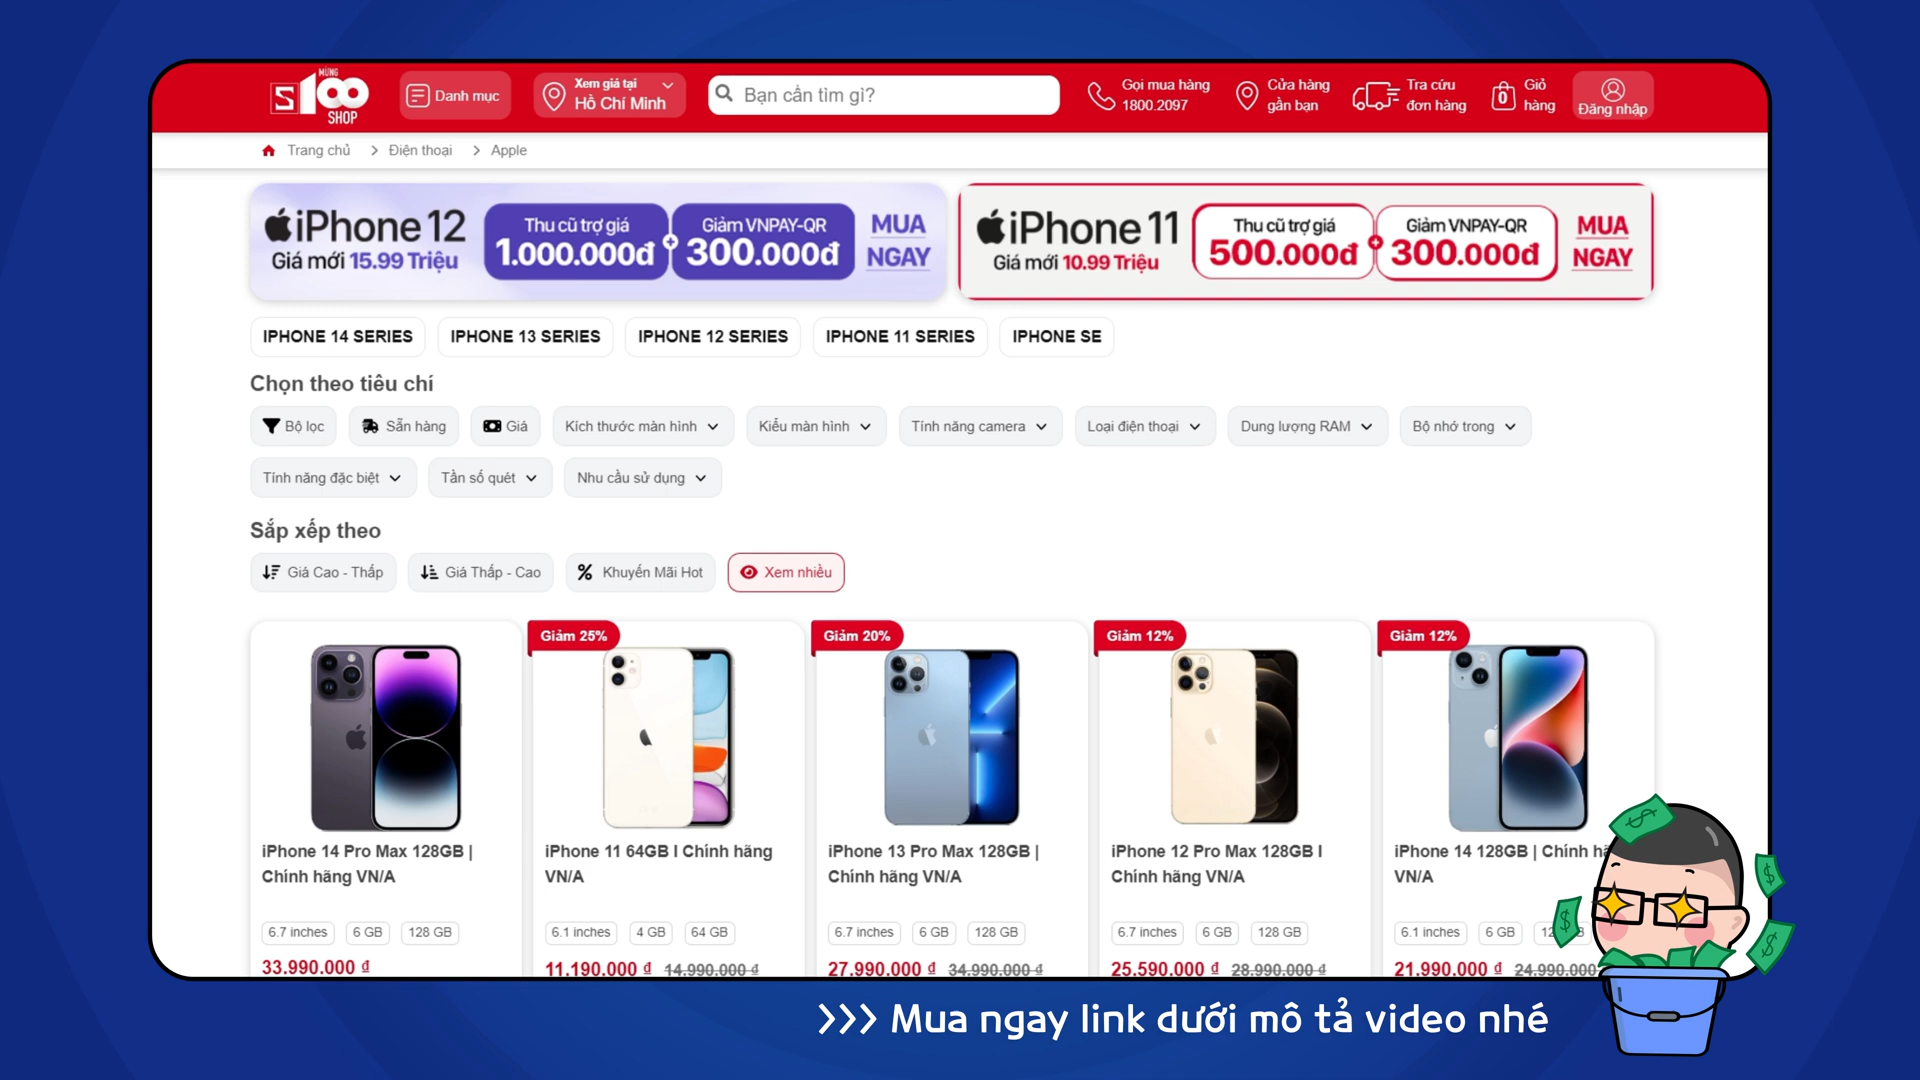 MỪNG
S 100
SHOP
Danh mục
Xem giá tại
Hồ Chí Minh
Bạn cần tìm gì?
Gọi mua hàng
1800.2097
Cửa hàng
gần bạn
Tra cứu
đơn hàng
0
Giỏ
hàng
Đăng nhập
Trang chủ > Điện thoại > Apple
iPhone 12
Giá mới 15.99 Triệu
Thu cũ trợ giá
1.000.000đ
+
Giảm VNPAY-QR
300.000đ
MUA
NGAY
iPhone 11
Giá mới 10.99 Triệu
Thu cũ trợ giá
500.000đ
+
Giảm VNPAY-QR
300.000đ
MUA
NGAY
IPHONE 14 SERIES
IPHONE 13 SERIES
IPHONE 12 SERIES
IPHONE 11 SERIES
IPHONE SE
Chọn theo tiêu chí
Bộ lọc
Sẵn hàng
Giá
Kích thước màn hình
Kiểu màn hình
Tính năng camera
Loại điện thoại
Dung lượng RAM
Bộ nhớ trong
Tính năng đặc biệt
Tần số quét
Nhu cầu sử dụng
Sắp xếp theo
Giá Cao - Thấp
Giá Thấp - Cao
% Khuyến Mãi Hot
Xem nhiều
iPhone 14 Pro Max 128GB |
Chính hãng VN/A
6.7 inches
6 GB
128 GB
33.990.000 ₫
Giảm 25%
iPhone 11 64GB I Chính hãng
VN/A
6.1 inches
4 GB
64 GB
11.190.000 ₫ 14.990.000 ₫
Giảm 20%
iPhone 13 Pro Max 128GB |
Chính hãng VN/A
6.7 inches
6 GB
128 GB
27.990.000 ₫ 34.990.000 ₫
Giảm 12%
iPhone 12 Pro Max 128GB I
Chính hãng VN/A
6.7 inches
6 GB
128 GB
25.590.000 ₫ 28.990.000 ₫
Giảm 12%
iPhone 14 128GB | Chính
VN/A
6.1 inches
6 GB
21.990.000 ₫ 24.990.000
>>> Mua ngay link dưới mô tả video nhé